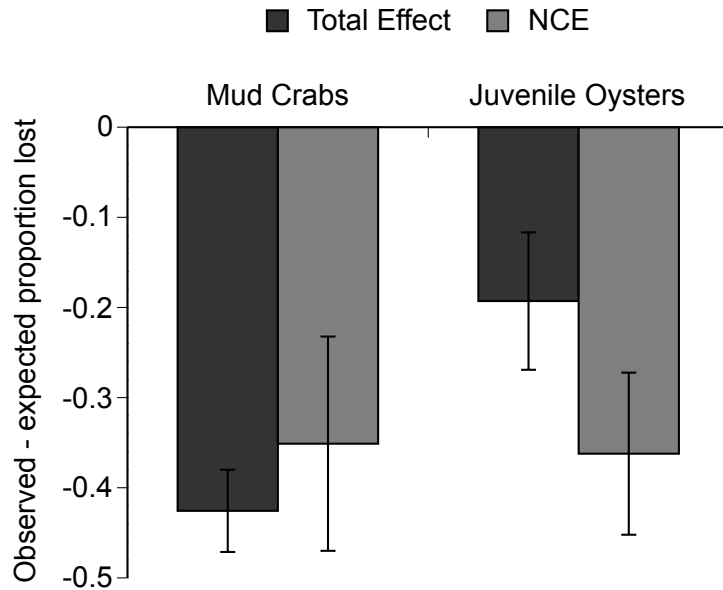 Total Effect NCE
Mud Crabs Juvenile Oysters
Observed - expected proportion lost
0
-0.1
-0.2
-0.3
-0.4
-0.5